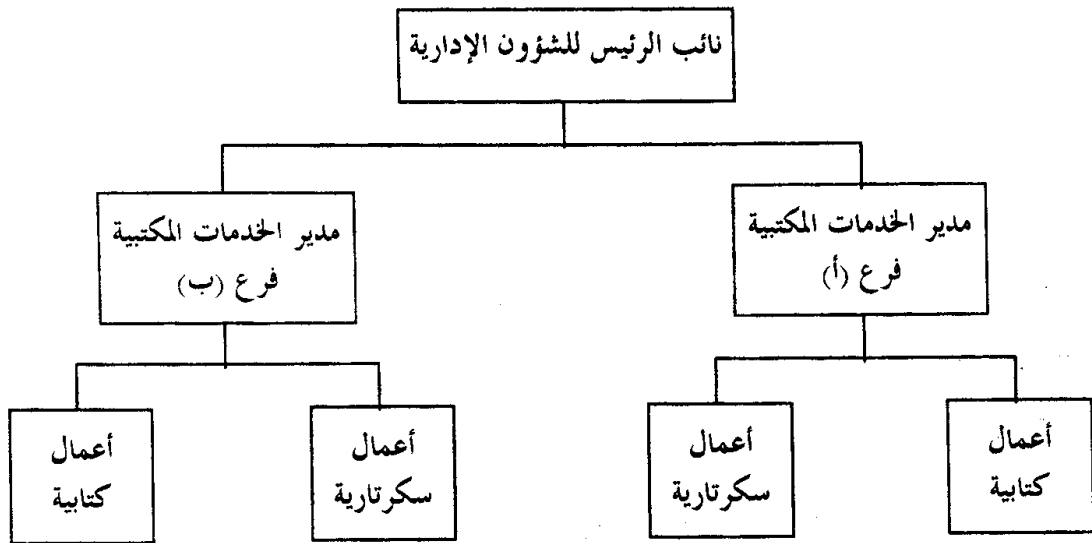 نائب الرئيس للشؤون الإدارية
مدير الخدمات المكتبية
فرع (أ)
مدير الخدمات المكتبية
فرع (ب)
أعمال
كتابية
أعمال
سكرتارية
أعمال
سكرتارية
أعمال
كتابية